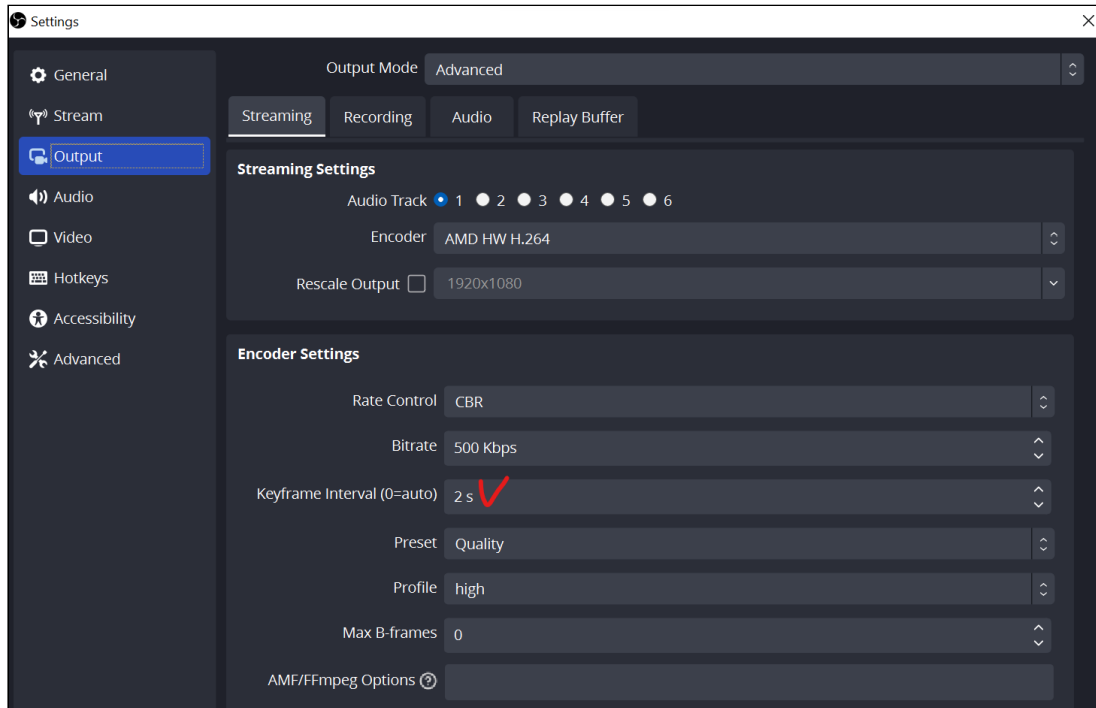 Settings
General
Stream
Output
Audio
Video
Hotkeys
Accessibility
Advanced
Output Mode Advanced
Streaming Recording Audio Replay Buffer
Streaming Settings
Audio Track 1 2 3 4 5 6
Encoder AMD HW H.264
Rescale Output 1920x1080
Encoder Settings
Rate Control CBR
Bitrate 500 Kbps
Keyframe Interval (0=auto) 2 s
Preset Quality
Profile high
Max B-frames 0
AMF/FFmpeg Options ?